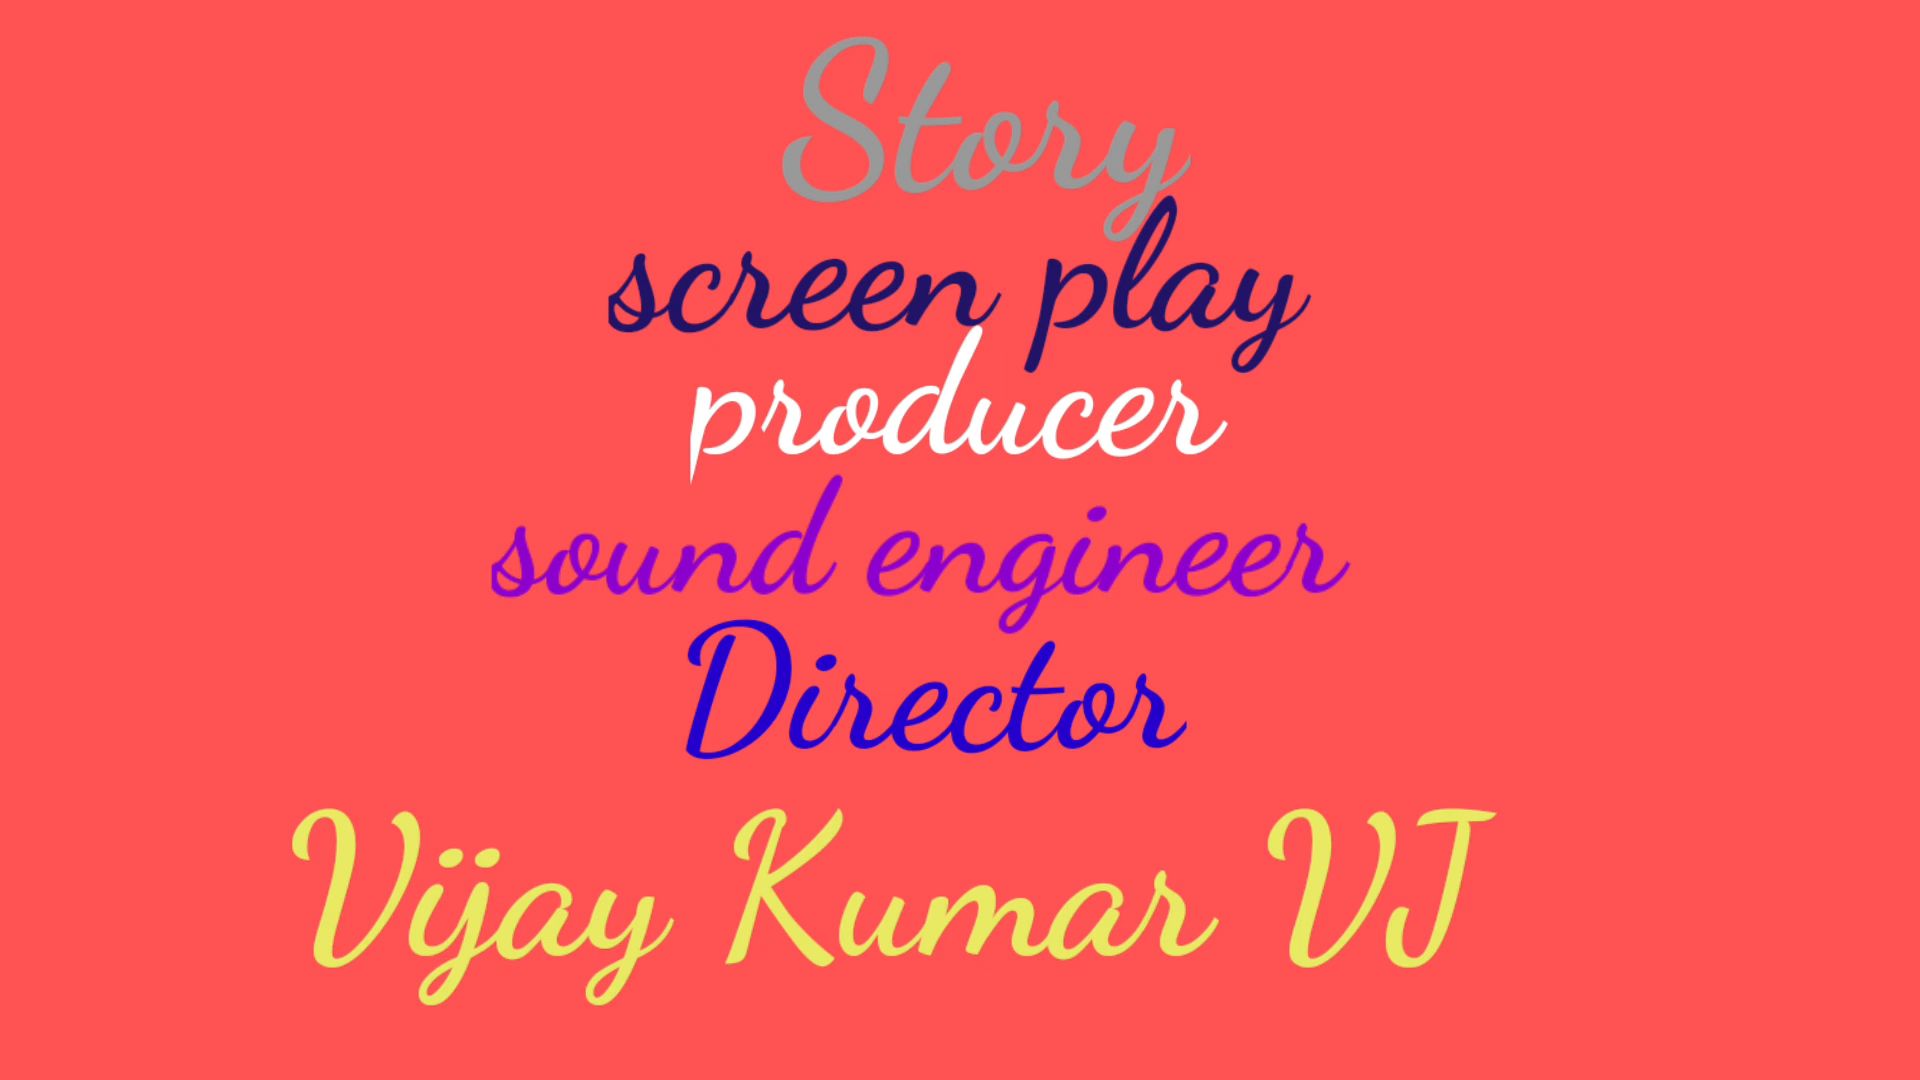 Story
screen play
producer
sound engineer
Director
Vijay Kumar VJ